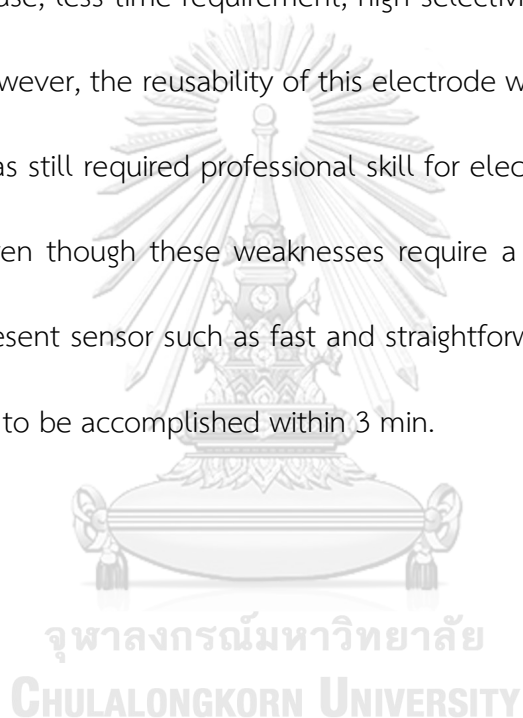 less time requirement, high selectiv
wever, the reusability of this electrode w
as still required professional skill for elec
en though these weaknesses require a
esent sensor such as fast and straightforw
to be accomplished within 3 min.
จุฬาลงกรณ์มหาวิทยาลัย
CHULALONGKORN UNIVERSITY